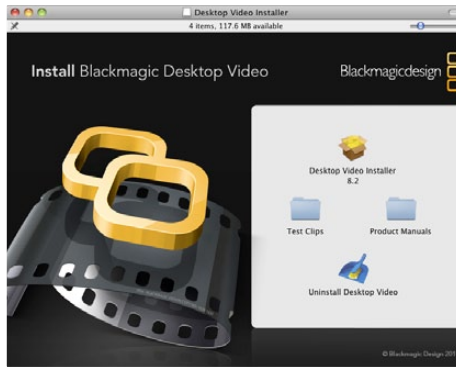 Desktop Video Installer
4 items, 117.6 MB available
Install Blackmagic Desktop Video
Blackmagicdesign
Desktop Video Installer
8.2
Test Clips
Product Manuals
Uninstall Desktop Video
© Blackmagic Design 201